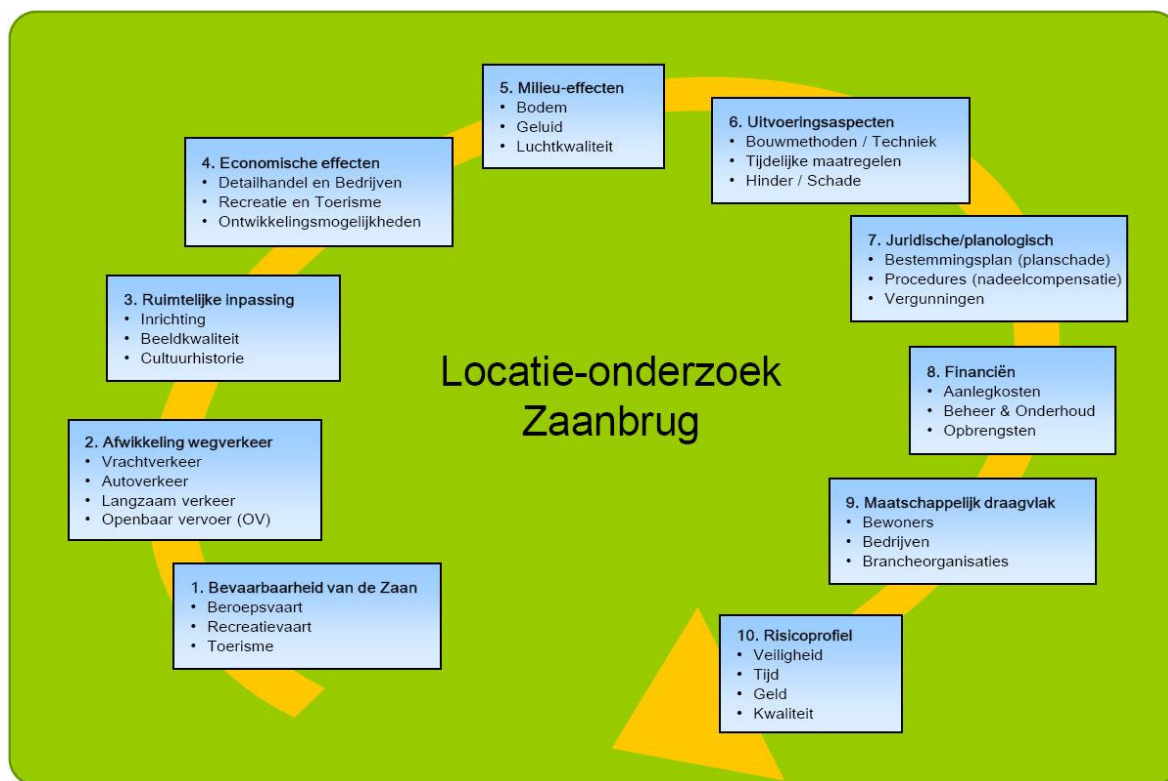 Locatie-onderzoek
Zaanbrug
1. Bevaarbaarheid van de Zaan
• Beroepsvaart
• Recreatievaart
• Toerisme
2. Afwikkeling wegverkeer
• Vrachtverkeer
• Autoverkeer
• Langzaam verkeer
• Openbaar vervoer (OV)
3. Ruimtelijke inpassing
• Inrichting
• Beeldkwaliteit
• Cultuurhistorie
4. Economische effecten
• Detailhandel en Bedrijven
• Recreatie en Toerisme
• Ontwikkelingsmogelijkheden
5. Milieu-effecten
• Bodem
• Geluid
• Luchtkwaliteit
6. Uitvoeringsaspecten
• Bouwmethoden / Techniek
• Tijdelijke maatregelen
• Hinder / Schade
7. Juridische/planologisch
• Bestemmingsplan (planschade)
• Procedures (nadeelcompensatie)
• Vergunningen
8. Financiën
• Aanlegkosten
• Beheer & Onderhoud
• Opbrengsten
9. Maatschappelijk draagvlak
• Bewoners
• Bedrijven
• Brancheorganisaties
10. Risicoprofiel
• Veiligheid
• Tijd
• Geld
• Kwaliteit